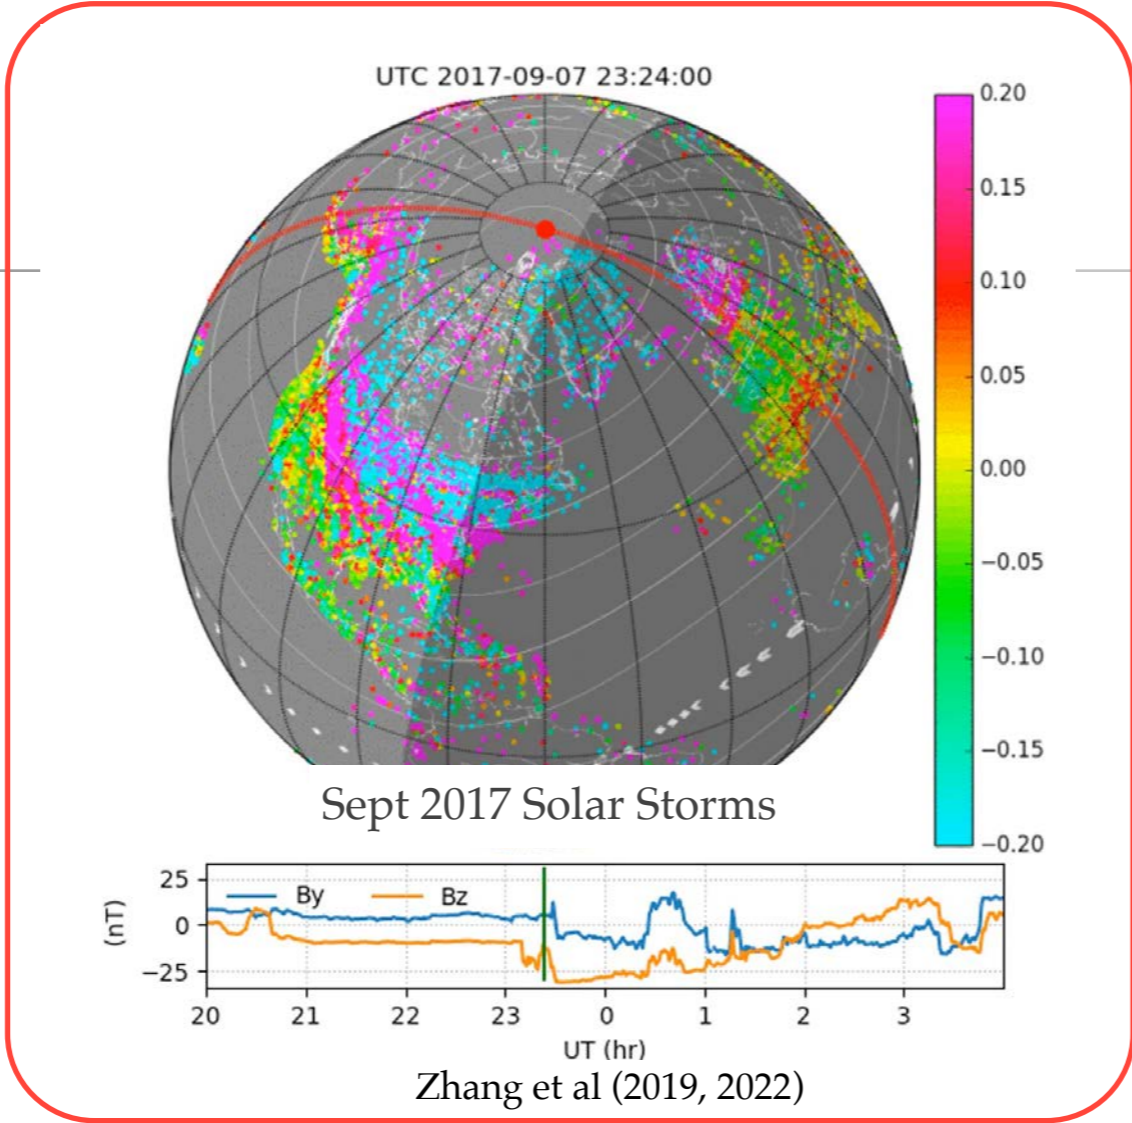 UTC 2017-09-07 23:24:00
0.20
0.15
0.10
0.05
0.00
−0.05
−0.10
−0.15
−0.20
Sept 2017 Solar Storms
By Bz
25
0
−25
(nT)
20 21 22 23 0 1 2 3
UT (hr)
Zhang et al (2019, 2022)